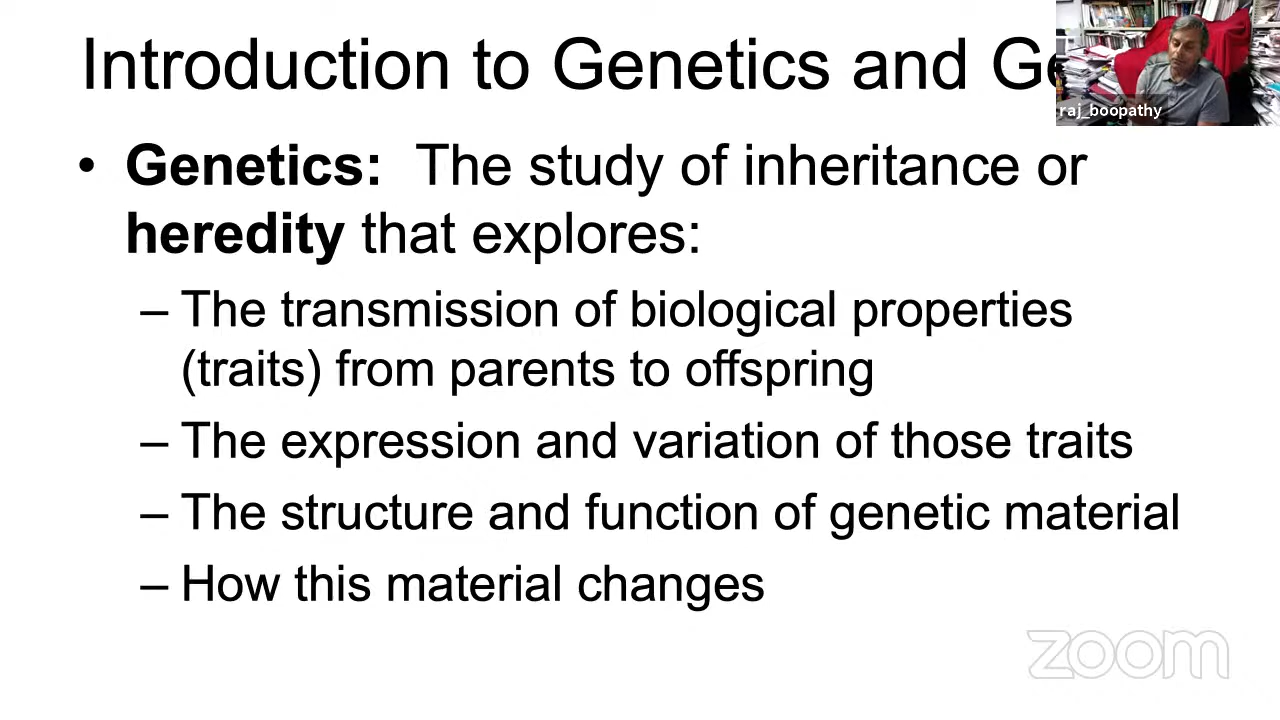 Introduction to Genetics and
raj_boopathy
• Genetics: The study of inheritance or
heredity that explores:
– The transmission of biological properties
(traits) from parents to offspring
– The expression and variation of those traits
– The structure and function of genetic material
– How this material changes
zoom